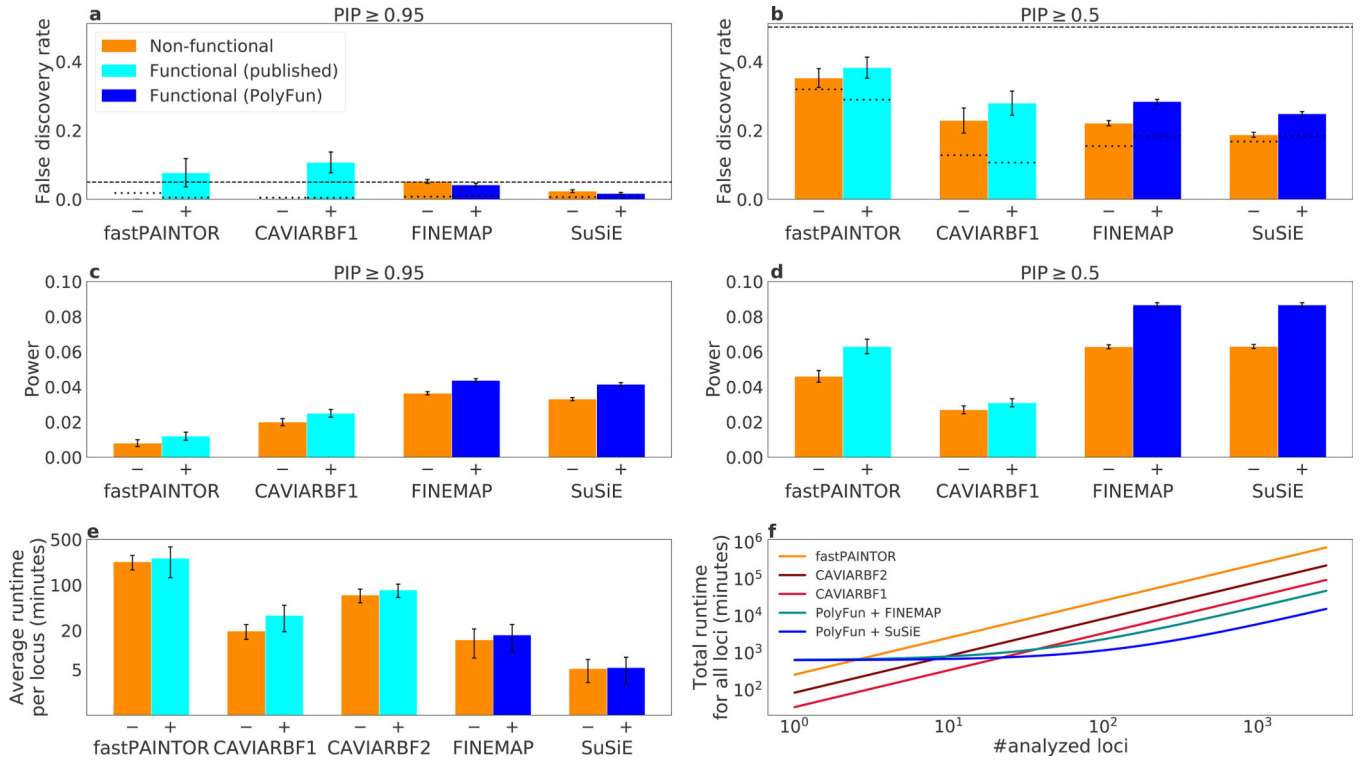 a
PIP ≥ 0.95
False discovery rate
0.4
0.2
0.0
Non-functional
Functional (published)
Functional (PolyFun)
− + − + − + − +
fastPAINTOR CAVIARBF1 FINEMAP SuSiE
b
PIP ≥ 0.5
False discovery rate
0.4
0.2
0.0
− + − + − + − +
fastPAINTOR CAVIARBF1 FINEMAP SuSiE
c
PIP ≥ 0.95
Power
0.10
0.08
0.06
0.04
0.02
0.00
− + − + − + − +
fastPAINTOR CAVIARBF1 FINEMAP SuSiE
d
PIP ≥ 0.5
Power
0.10
0.08
0.06
0.04
0.02
0.00
− + − + − + − +
fastPAINTOR CAVIARBF1 FINEMAP SuSiE
e
Average runtime
per locus (minutes)
500
100
20
5
− + − + − + − + − +
fastPAINTOR CAVIARBF1 CAVIARBF2 FINEMAP SuSiE
f
Total runtime
for all loci (minutes)
10⁶
10⁵
10⁴
10³
10²
fastPAINTOR
CAVIARBF2
CAVIARBF1
PolyFun + FINEMAP
PolyFun + SuSiE
10⁰ 10¹ 10² 10³
#analyzed loci